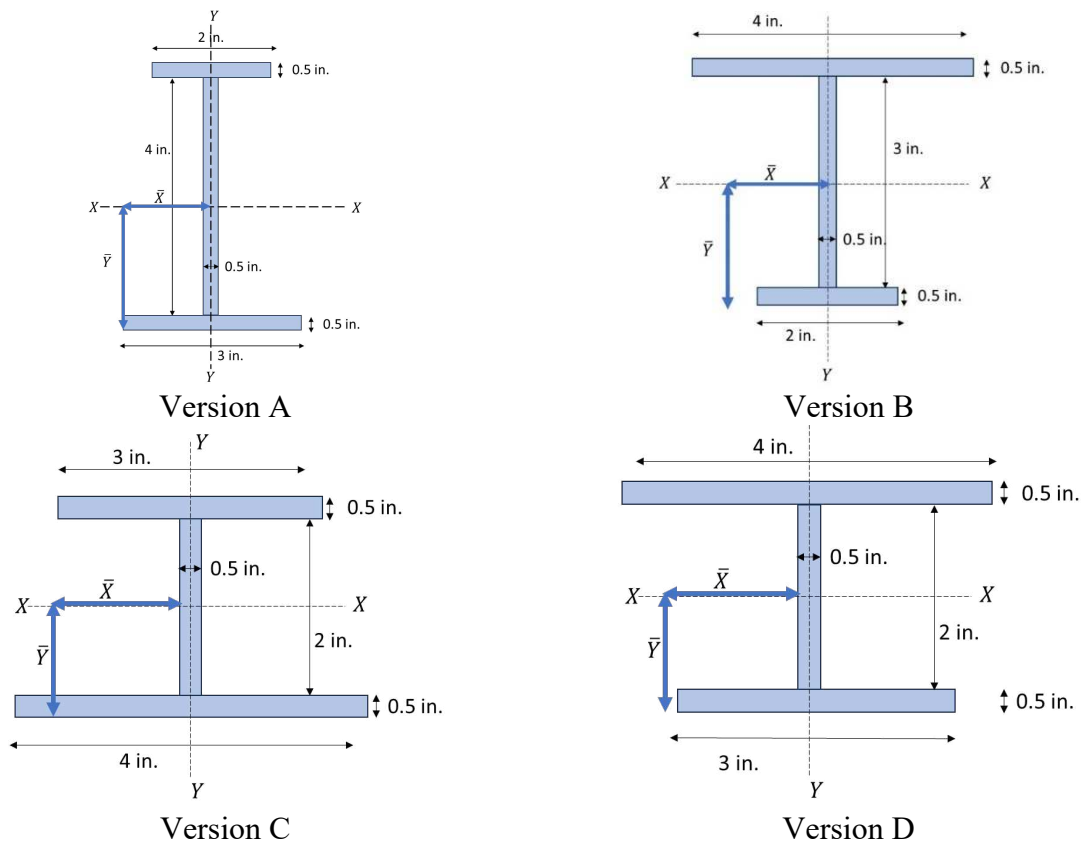 Y
2 in.
0.5 in.
4 in.
X̄
X
X
Ȳ
0.5 in.
0.5 in.
3 in.
Y
Version A
4 in.
0.5 in.
3 in.
X̄
X
X
Ȳ
0.5 in.
0.5 in.
2 in.
Y
Version B
Y
3 in.
0.5 in.
0.5 in.
X̄
X
X
Ȳ
2 in.
0.5 in.
4 in.
Y
Version C
4 in.
0.5 in.
0.5 in.
X̄
X
X
Ȳ
2 in.
0.5 in.
3 in.
Y
Version D